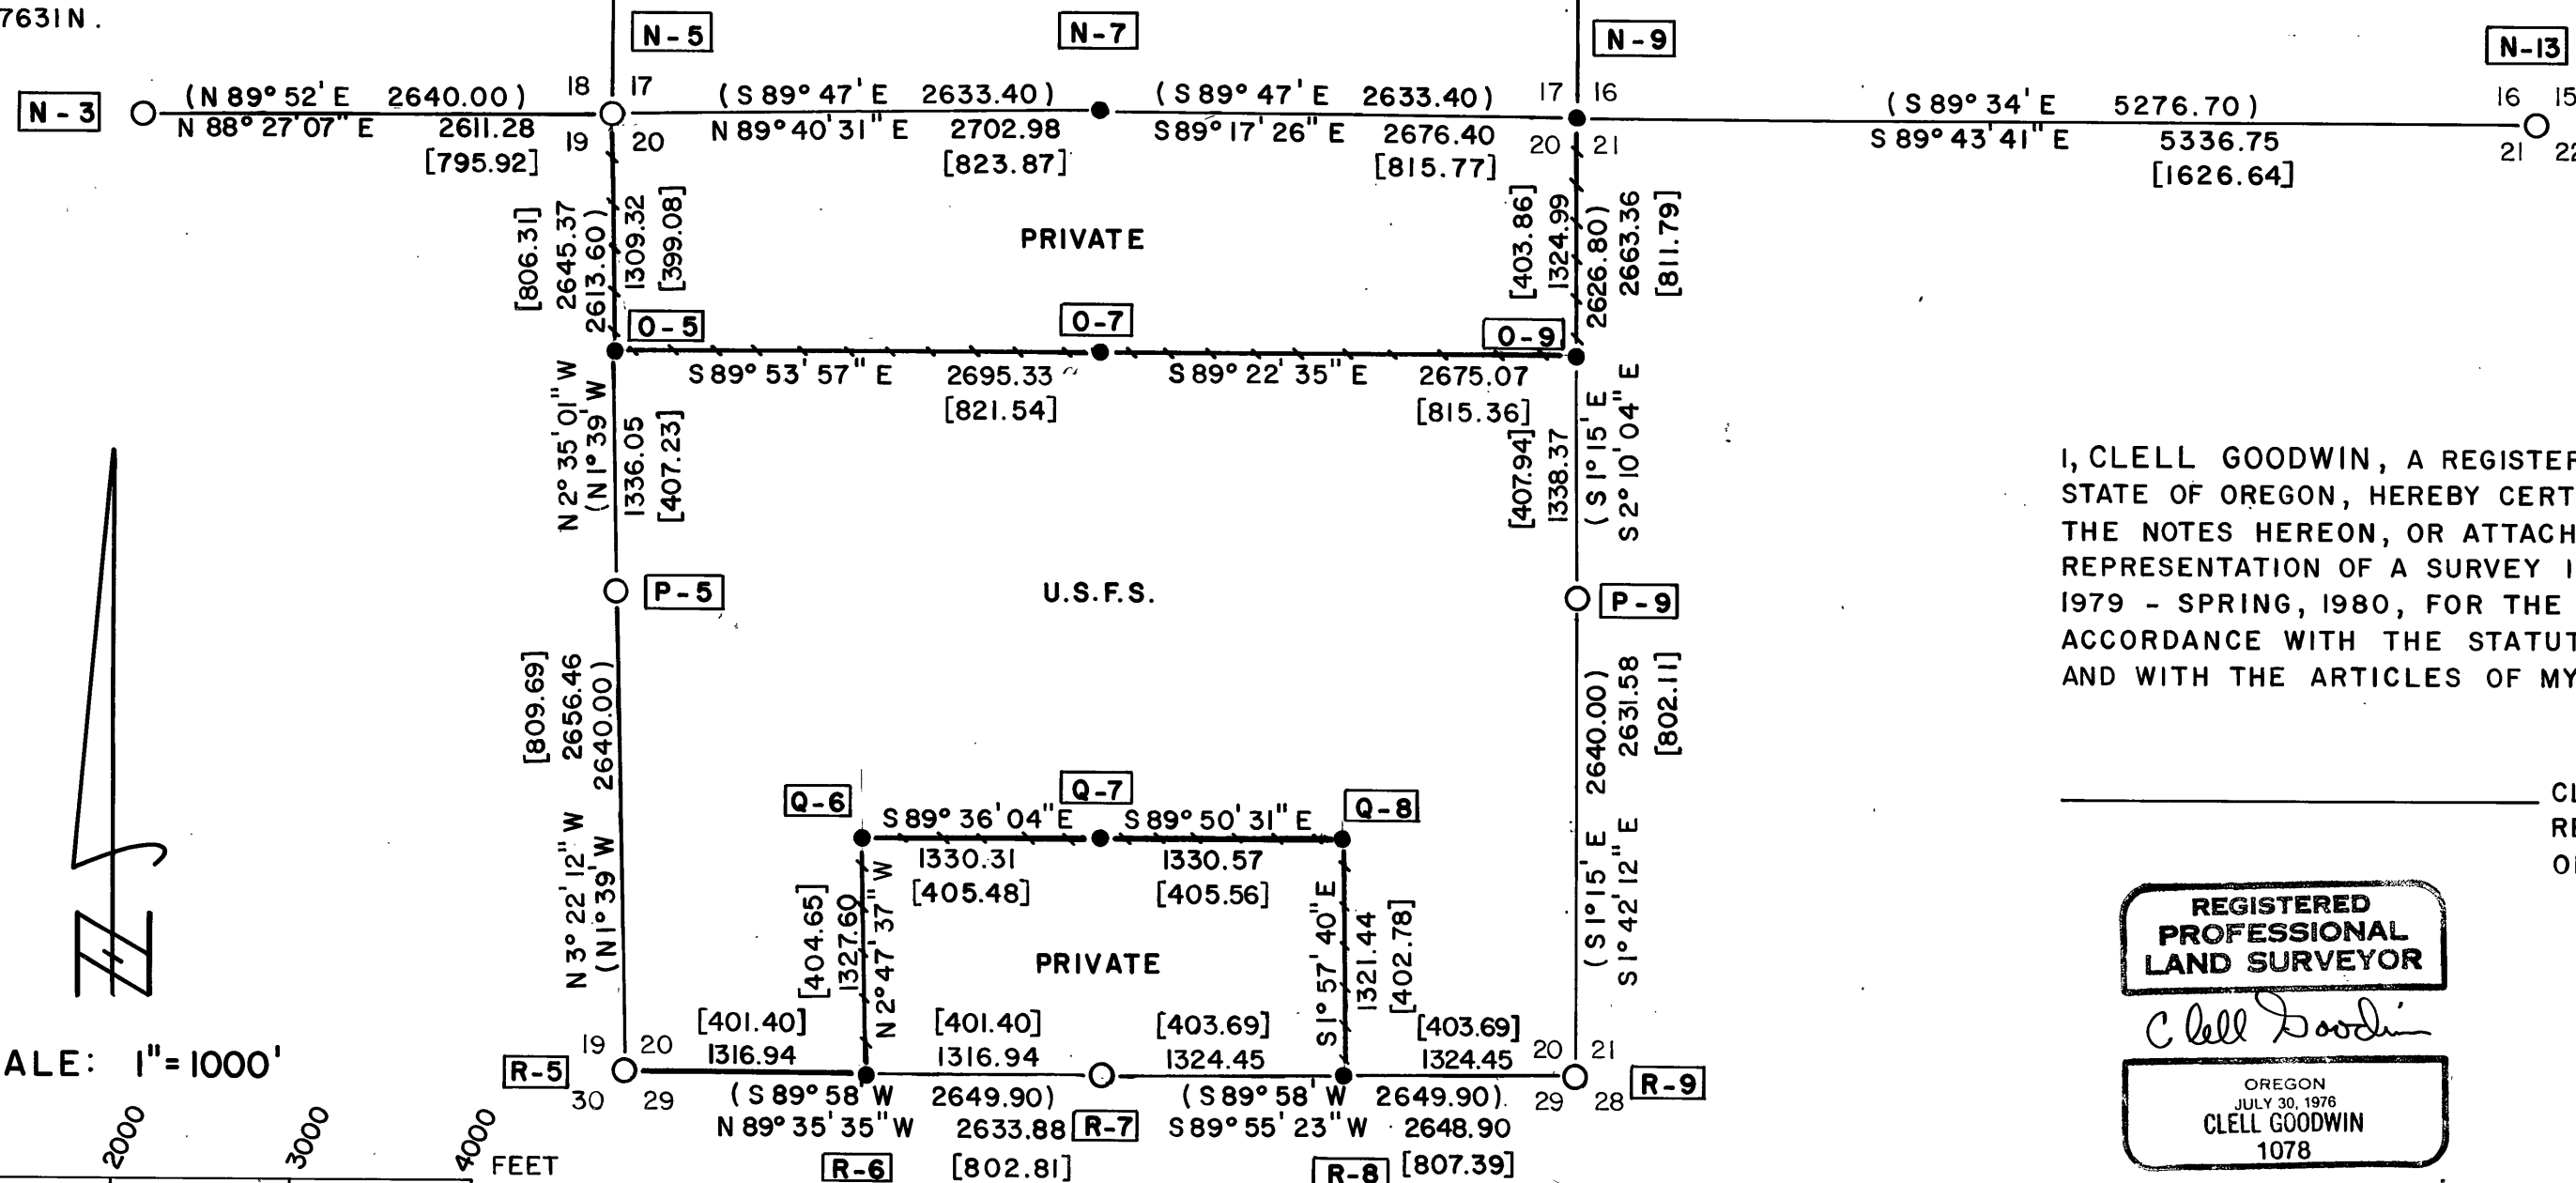 7631N.
N-5
N-7
N-9
N-13
N-3
(N 89° 52' E 2640.00)
18 17
(S 89° 47' E 2633.40)
(S 89° 47' E 2633.40)
17 16
(S 89° 34' E 5276.70)
16 15
N 88° 27' 07" E 2611.28
19 20
N 89° 40' 31" E 2702.98
S 89° 17' 26" E 2676.40
20 21
S 89° 43' 41" E 5336.75
21 22
[795.92]
[823.87]
[815.77]
[1626.64]
[806.31]
2645.37
(2613.60)
1309.32
[399.08]
PRIVATE
[403.86]
1324.99
(2626.80)
2663.36
[811.79]
O-5
O-7
O-9
S 89° 53' 57" E 2695.33
S 89° 22' 35" E 2675.07
[821.54]
[815.36]
N 2° 35' 01" W
(N 1° 39' W
1336.05
[407.23]
[407.94]
1338.37
(S 1° 15' E
S 2° 10' 04" E
I, CLELL GOODWIN, A REGISTER
STATE OF OREGON, HEREBY CERT
THE NOTES HEREON, OR ATTACH
REPRESENTATION OF A SURVEY I
1979 - SPRING, 1980, FOR THE
ACCORDANCE WITH THE STATUT
AND WITH THE ARTICLES OF MY
P-5
U.S.F.S.
P-9
[809.69]
2656.46
2640.00)
2640.00)
2631.58
[802.11]
N 3° 22' 12" W
(N 1° 39' W
(S 1° 15' E
S 1° 42' 12" E
Q-6
Q-7
Q-8
S 89° 36' 04" E
S 89° 50' 31" E
1330.31
1330.57
[405.48]
[405.56]
[404.65]
1327.60
N 2° 47' 37" W
PRIVATE
S 1° 57' 40" E
1321.44
[402.78]
CL
RE
O
REGISTERED
PROFESSIONAL
LAND SURVEYOR
Clell Goodwin
OREGON
JULY 30, 1976
CLELL GOODWIN
1078
N
ALE: 1"=1000'
[401.40]
[401.40]
[403.69]
[403.69]
19 20
1316.94
1316.94
1324.45
1324.45
20 21
R-5
R-9
30 29
(S 89° 58' W 2649.90)
(S 89° 58' W 2649.90)
29 28
N 89° 35' 35" W 2633.88
R-7
S 89° 55' 23" W 2648.90
R-6
[802.81]
R-8
[807.39]
2000
3000
4000
FEET